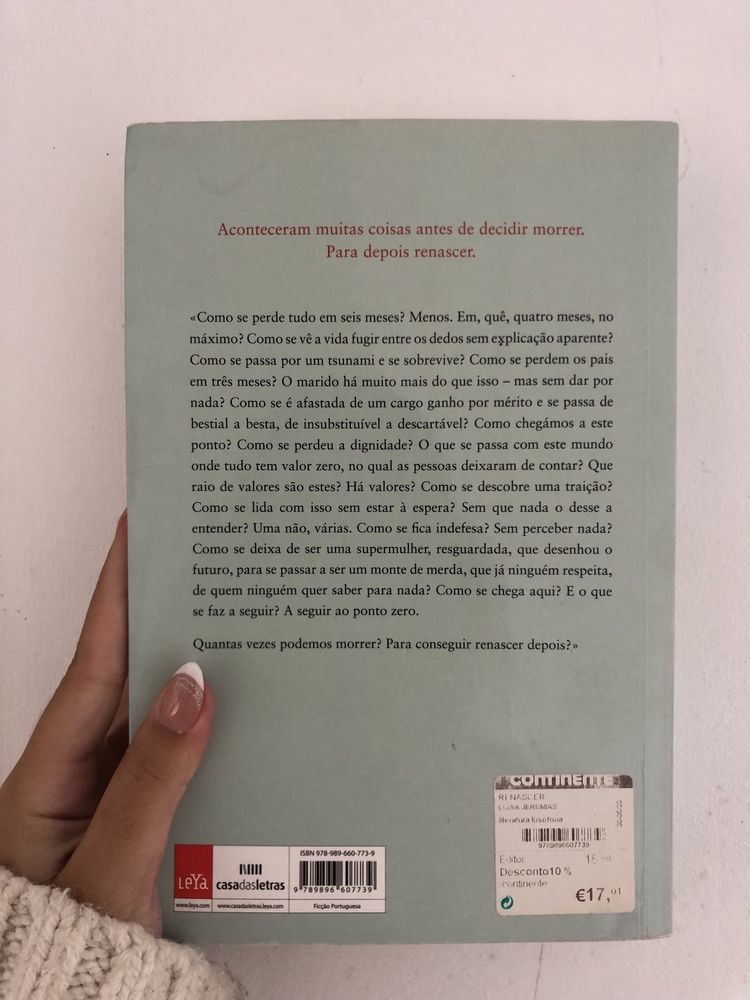 Aconteceram muitas coisas antes de decidir morrer.
Para depois renascer.
«Como se perde tudo em seis meses? Menos. Em, quê, quatro meses, no
máximo? Como se vê a vida fugir entre os dedos sem explicação aparente?
Como se passa por um tsunami e se sobrevive? Como se perdem os pais
em três meses? O marido há muito mais do que isso – mas sem dar por
nada? Como se é afastada de um cargo ganho por mérito e se passa de
bestial a besta, de insubstituível a descartável? Como chegámos a este
ponto? Como se perdeu a dignidade? O que se passa com este mundo
onde tudo tem valor zero, no qual as pessoas deixaram de contar? Que
raio de valores são estes? Há valores? Como se descobre uma traição?
Como se lida com isso sem estar à espera? Sem que nada o desse a
entender? Uma não, várias. Como se fica indefesa? Sem perceber nada?
Como se deixa de ser uma supermulher, resguardada, que desenhou o
futuro, para se passar a ser um monte de merda, que já ninguém respeita,
de quem ninguém quer saber para nada? Como se chega aqui? E o que
se faz a seguir? A seguir ao ponto zero.
Quantas vezes podemos morrer? Para conseguir renascer depois?»
CONTINENTE
RENASCER
LUISA JEREMIAS
literatura lusofona
9789896607739
Editor 18
Desconto10 %
continente
€17,01
LeYa
www.leya.com
casadasletras
www.casadasletras.leya.com
ISBN 978-989-660-773-9
9 789896 607739
Ficção Portuguesa